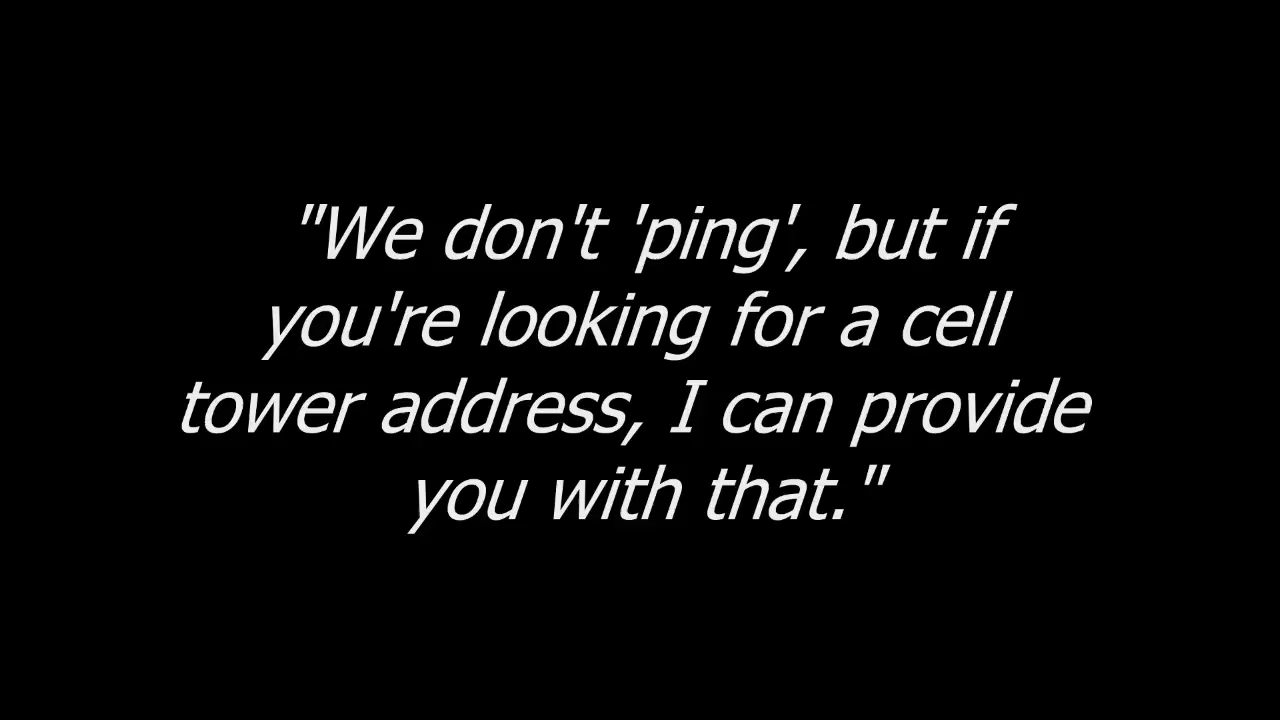 "We don't 'ping', but if
you're looking for a cell
tower address, I can provide
you with that."